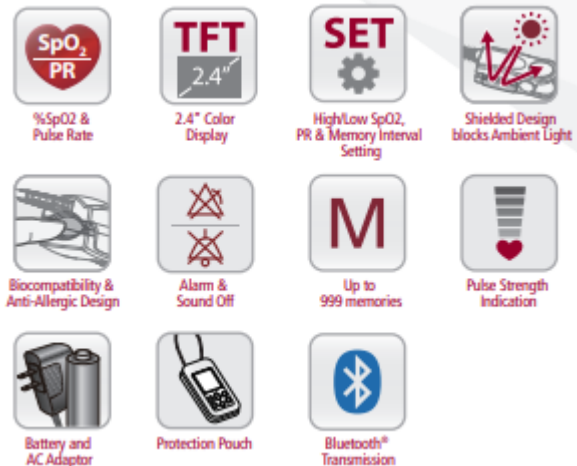 SpO2
PR
%SpO2 &
Pulse Rate
TFT
2.4"
2.4" Color
Display
SET
High/Low SpO2,
PR & Memory Interval
Setting
Shielded Design
blocks Ambient Light
Biocompatibility &
Anti-Allergic Design
Alarm &
Sound Off
M
Up to
999 memories
Pulse Strength
Indication
Battery and
AC Adaptor
Protection Pouch
Bluetooth®
Transmission